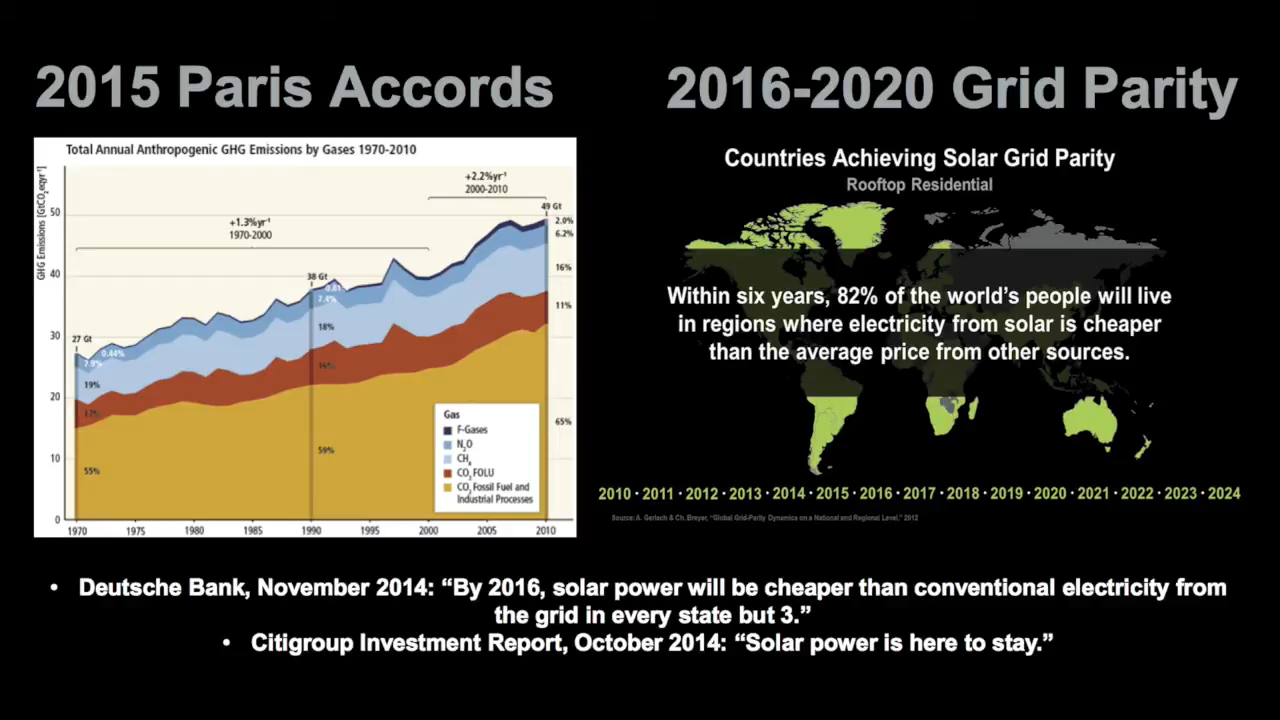 2015 Paris Accords
2016-2020 Grid Parity
Total Annual Anthropogenic GHG Emissions by Gases 1970-2010
GHG Emissions [GtCO₂eq/yr]
50
40
30
20
10
0
+1.3%yr⁻¹
1970-2000
+2.2%yr⁻¹
2000-2010
27 Gt
7.9%
0.44%
19%
17%
55%
38 Gt
0.81
7.4%
18%
16%
59%
49 Gt
2.0%
6.2%
16%
11%
65%
Gas
F-Gases
N₂O
CH₄
CO₂ FOLU
CO₂ Fossil Fuel and
Industrial Processes
1970
1975
1980
1985
1990
1995
2000
2005
2010
Countries Achieving Solar Grid Parity
Rooftop Residential
Within six years, 82% of the world’s people will live
in regions where electricity from solar is cheaper
than the average price from other sources.
2010 · 2011 · 2012 · 2013 · 2014 · 2015 · 2016 · 2017 · 2018 · 2019 · 2020 · 2021 · 2022 · 2023 · 2024
Source: A. Gerlach & Ch. Breyer, “Global Grid-Parity Dynamics on a National and Regional Level,” 2012
• Deutsche Bank, November 2014: “By 2016, solar power will be cheaper than conventional electricity from
the grid in every state but 3.”
• Citigroup Investment Report, October 2014: “Solar power is here to stay.”